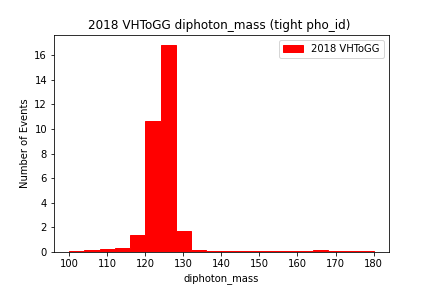 2018 VHToGG diphoton_mass (tight pho_id)
2018 VHToGG
Number of Events
16
14
12
10
8
6
4
2
0
100 110 120 130 140 150 160 170 180
diphoton_mass